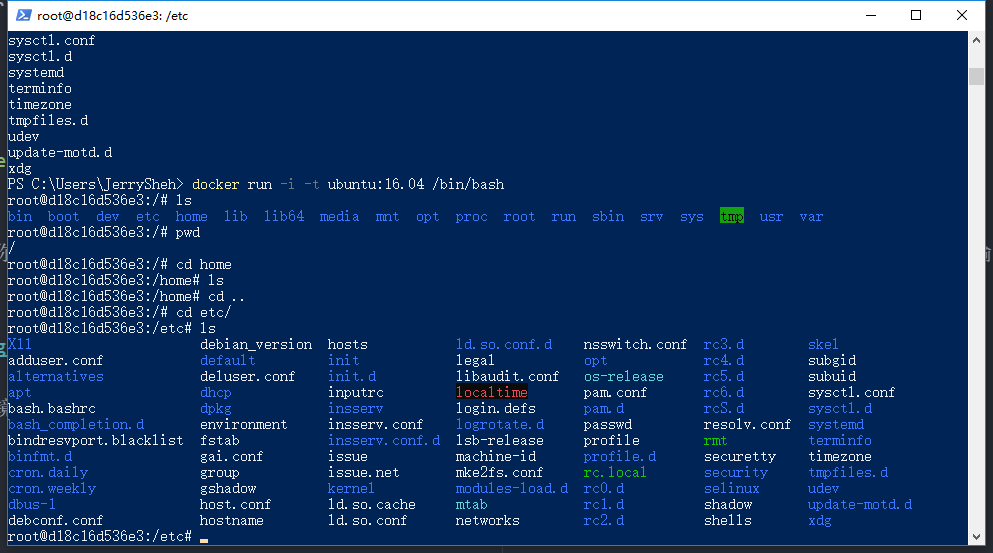 root@d18c16d536e3: /etc
sysctl.conf
sysctl.d
systemd
terminfo
timezone
tmpfiles.d
udev
update-motd.d
xdg
PS C:\Users\JerrySheh> docker run -i -t ubuntu:16.04 /bin/bash
root@d18c16d536e3:/# ls
bin  boot  dev  etc  home  lib  lib64  media  mnt  opt  proc  root  run  sbin  srv  sys  tmp  usr  var
root@d18c16d536e3:/# pwd
/
root@d18c16d536e3:/# cd home
root@d18c16d536e3:/home# ls
root@d18c16d536e3:/home# cd ..
root@d18c16d536e3:/# cd etc/
root@d18c16d536e3:/etc# ls
X11 debian_version hosts ld.so.conf.d nsswitch.conf rc3.d skel
adduser.conf default init legal opt rc4.d subgid
alternatives deluser.conf init.d libaudit.conf os-release rc5.d subuid
apt dhcp inputrc localtime pam.conf rc6.d sysctl.conf
bash.bashrc dpkg insserv login.defs pam.d rcS.d sysctl.d
bash_completion.d environment insserv.conf logrotate.d passwd resolv.conf systemd
bindresvport.blacklist fstab insserv.conf.d lsb-release profile rmt terminfo
binfmt.d gai.conf issue machine-id profile.d securetty timezone
cron.daily group issue.net mke2fs.conf rc.local security tmpfiles.d
cron.weekly gshadow kernel modules-load.d rc0.d selinux udev
dbus-1 host.conf ld.so.cache mtab rc1.d shadow update-motd.d
debconf.conf hostname ld.so.conf networks rc2.d shells xdg
root@d18c16d536e3:/etc#